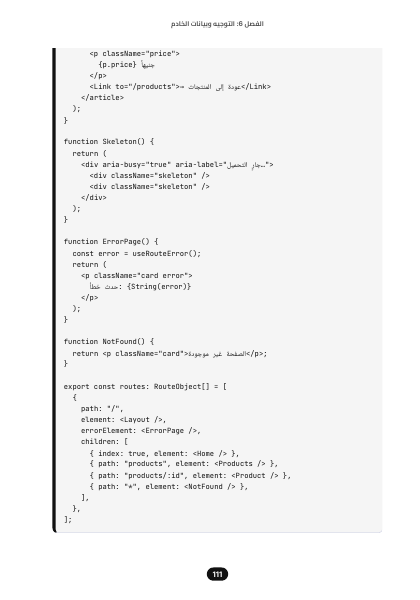 الفصل 6: التوجيه وبيانات الخادم
<p className="price">
{p.price} جنيهاً
</p>
<Link to="/products">→ عودة إلى المنتجات</Link>
</article>
);
}
function Skeleton() {
return (
<div aria-busy="true" aria-label="جارٍ التحميل…">
<div className="skeleton" />
<div className="skeleton" />
</div>
);
}
function ErrorPage() {
const error = useRouteError();
return (
<p className="card error">
حدث خطأ: {String(error)}
</p>
);
}
function NotFound() {
return <p className="card">الصفحة غير موجودة</p>;
}
export const routes: RouteObject[] = [
{
path: "/",
element: <Layout />,
errorElement: <ErrorPage />,
children: [
{ index: true, element: <Home /> },
{ path: "products", element: <Products /> },
{ path: "products/:id", element: <Product /> },
{ path: "*", element: <NotFound /> },
],
},
];
111